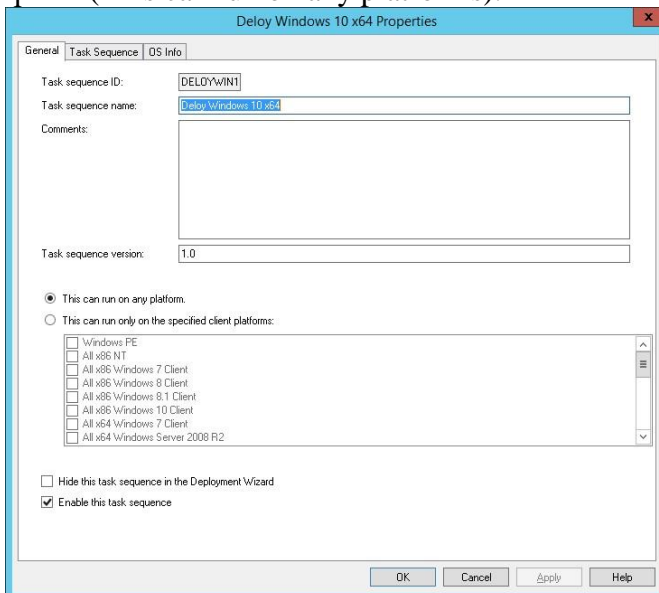 any platforms).
Deloy Windows 10 x64 Properties
x
General Task Sequence OS Info
Task sequence ID: DELOYWIN1
Task sequence name: Deloy Windows 10 x64
Comments:
Task sequence version: 1.0
This can run on any platform.
This can run only on the specified client platforms:
Windows PE
All x86 NT
All x86 Windows 7 Client
All x86 Windows 8 Client
All x86 Windows 8.1 Client
All x86 Windows 10 Client
All x64 Windows 7 Client
All x64 Windows Server 2008 R2
Hide this task sequence in the Deployment Wizard
Enable this task sequence
OK Cancel Apply Help